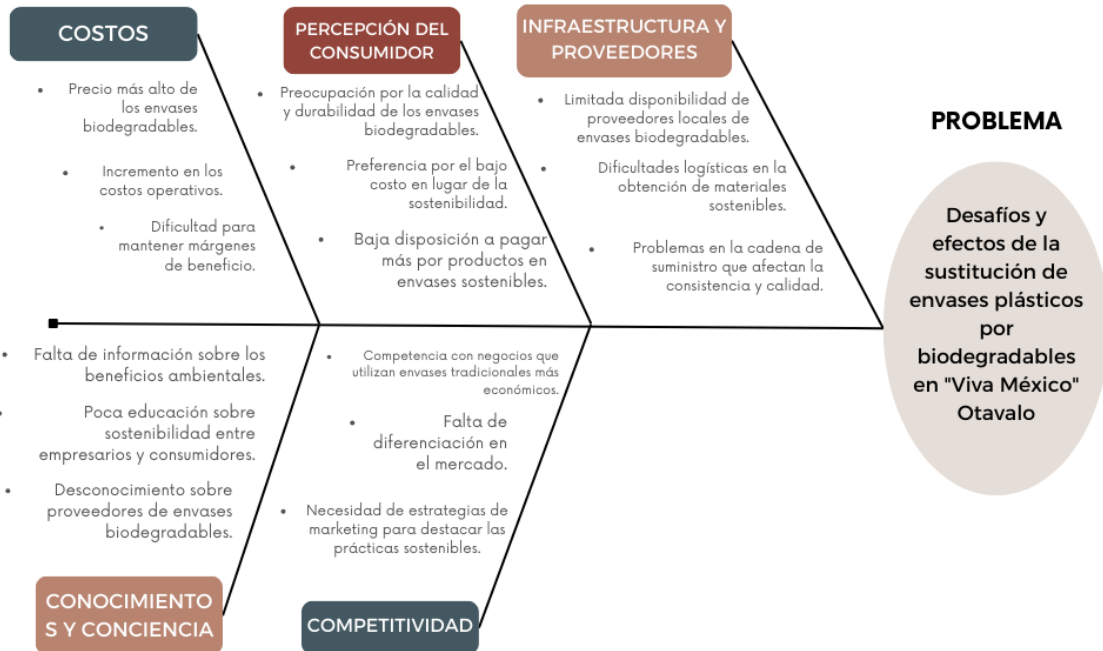 COSTOS
Precio más alto de
los envases
biodegradables.
Incremento en los
costos operativos.
Dificultad para
mantener márgenes
de beneficio.
PERCEPCIÓN DEL
CONSUMIDOR
Preocupación por la calidad
y durabilidad de los envases
biodegradables.
Preferencia por el bajo
costo en lugar de la
sostenibilidad.
Baja disposición a pagar
más por productos en
envases sostenibles.
INFRAESTRUCTURA Y
PROVEEDORES
Limitada disponibilidad de
proveedores locales de
envases biodegradables.
Dificultades logísticas en la
obtención de materiales
sostenibles.
Problemas en la cadena de
suministro que afectan la
consistencia y calidad.
PROBLEMA
Desafíos y
efectos de la
sustitución de
envases plásticos
por
biodegradables
en "Viva México"
Otavalo
Falta de información sobre los
beneficios ambientales.
Poca educación sobre
sostenibilidad entre
empresarios y consumidores.
Desconocimiento sobre
proveedores de envases
biodegradables.
CONOCIMIENTO
S Y CONCIENCIA
Competencia con negocios que
utilizan envases tradicionales más
económicos.
Falta de
diferenciación en
el mercado.
Necesidad de estrategias de
marketing para destacar las
prácticas sostenibles.
COMPETITIVIDAD